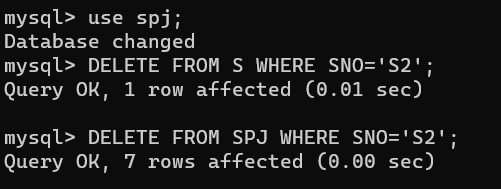 mysql> use spj;
Database changed
mysql> DELETE FROM S WHERE SNO='S2';
Query OK, 1 row affected (0.01 sec)
mysql> DELETE FROM SPJ WHERE SNO='S2';
Query OK, 7 rows affected (0.00 sec)